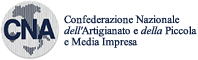 CNA
Confederazione Nazionale
dell'Artigianato e della Piccola
e Media Impresa